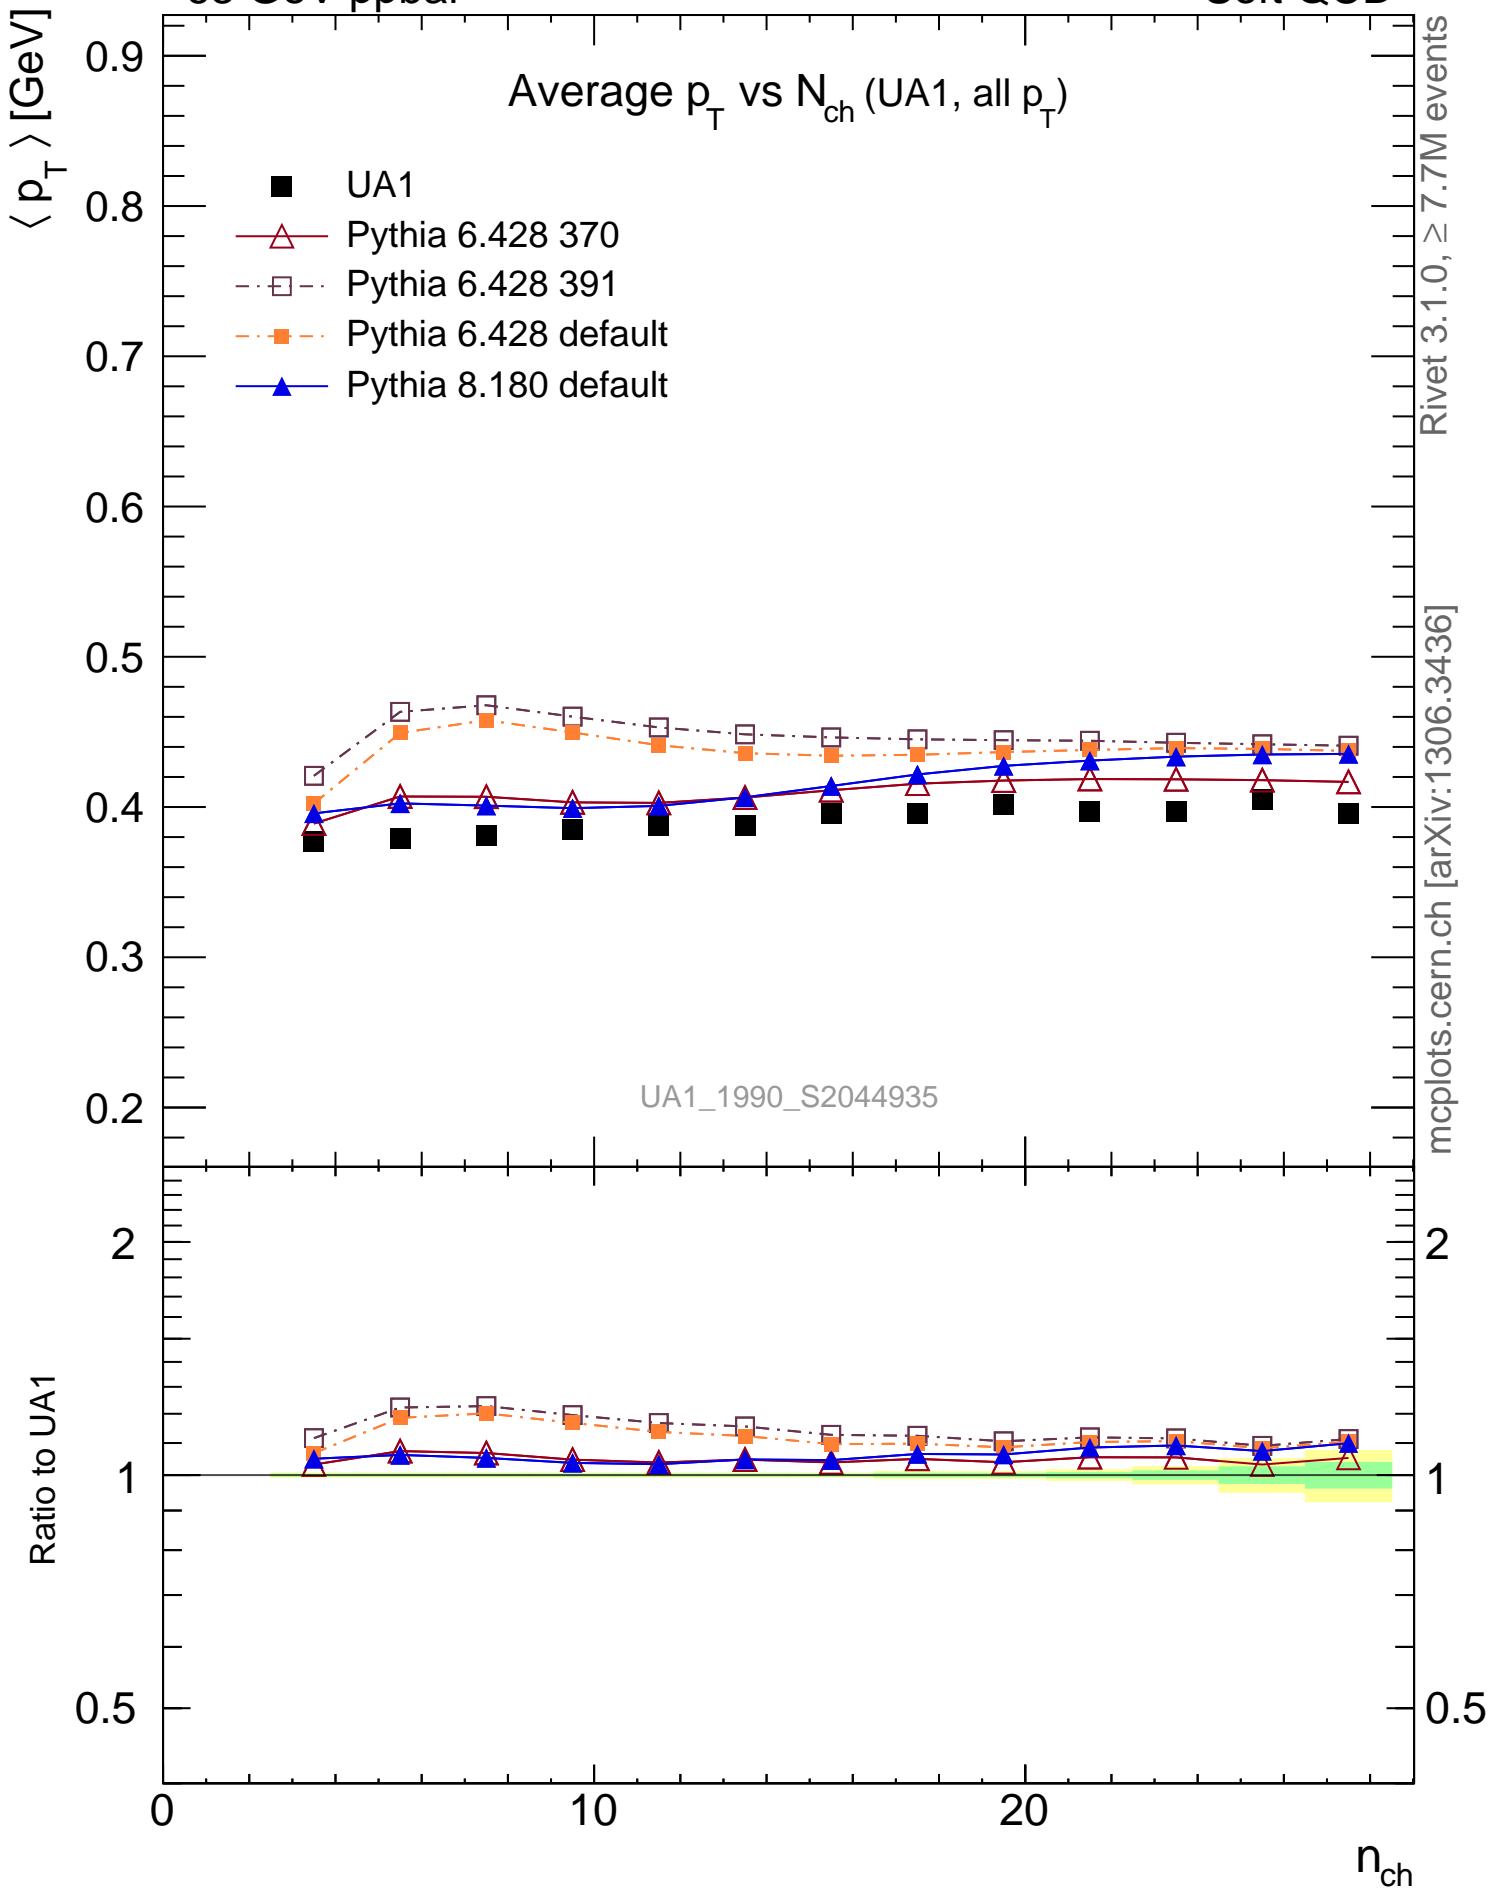 ⟨ p_T ⟩ [GeV]
Average p_T vs N_ch (UA1, all p_T)
UA1
Pythia 6.428 370
Pythia 6.428 391
Pythia 6.428 default
Pythia 8.180 default
0.9
0.8
0.7
0.6
0.5
0.4
0.3
0.2
UA1_1990_S2044935
Rivet 3.1.0, ≥ 7.7M events
mcplots.cern.ch [arXiv:1306.3436]
Ratio to UA1
2
1
0.5
2
1
0.5
0
10
20
n_ch